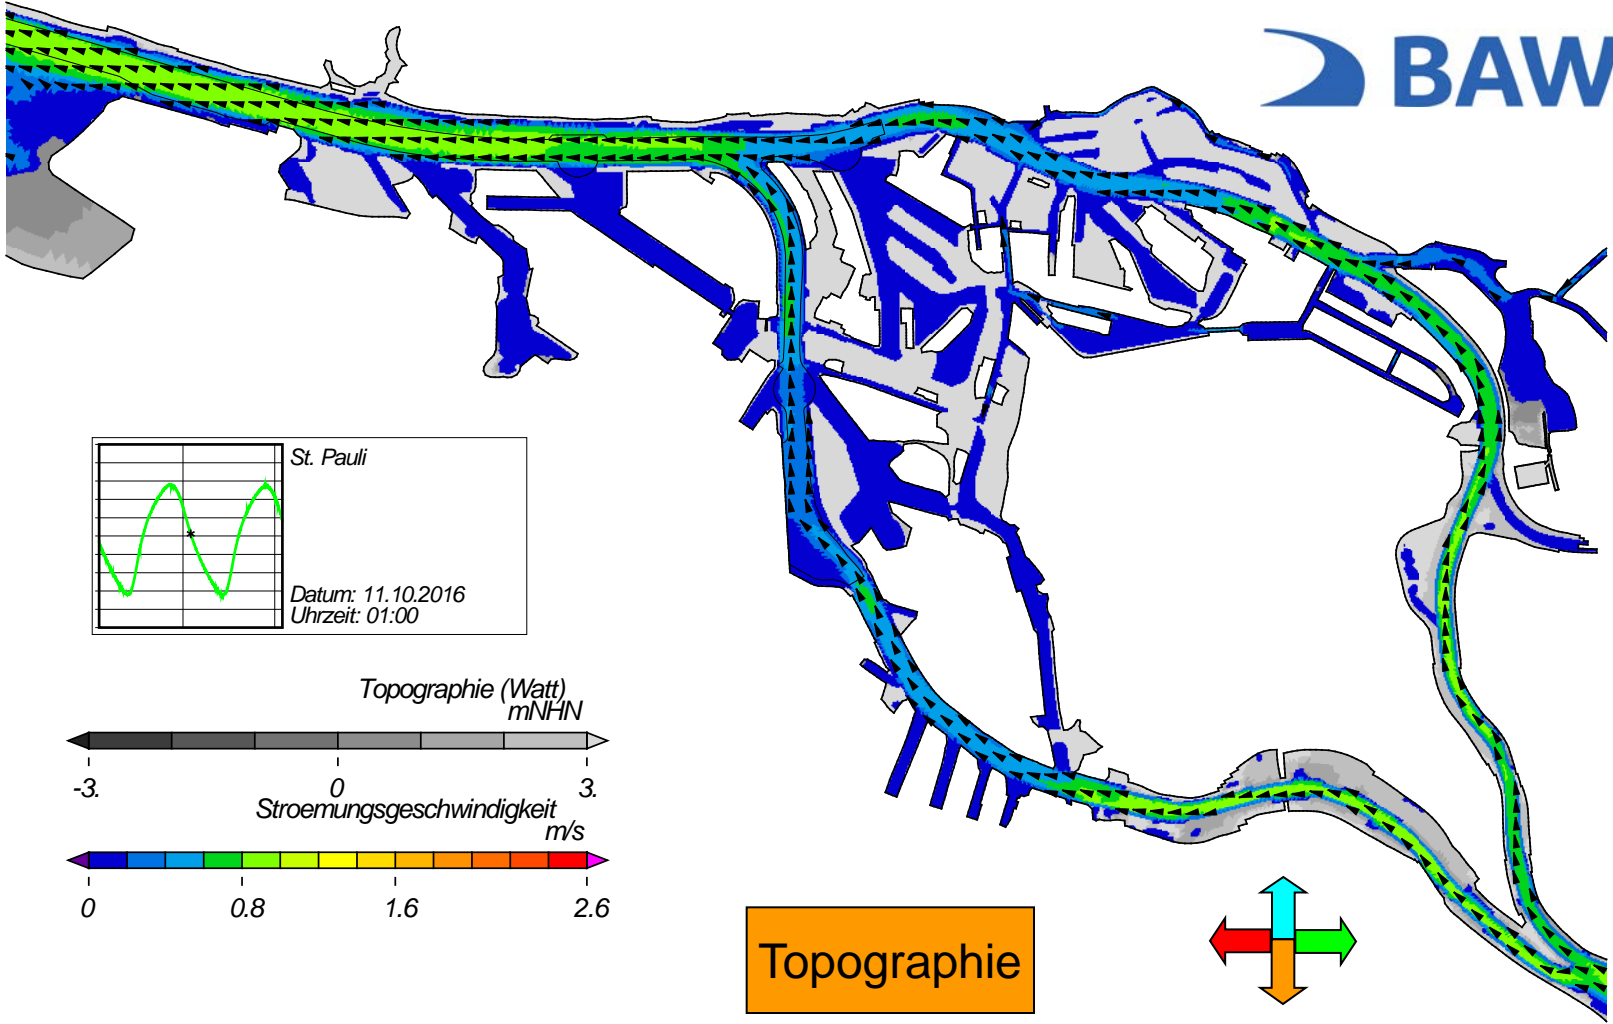 BAW
St. Pauli
Datum: 11.10.2016
Uhrzeit: 01:00
Topographie (Watt)
mNHN
-3. 0 3.
Stroemungsgeschwindigkeit
m/s
0 0.8 1.6 2.6
Topographie